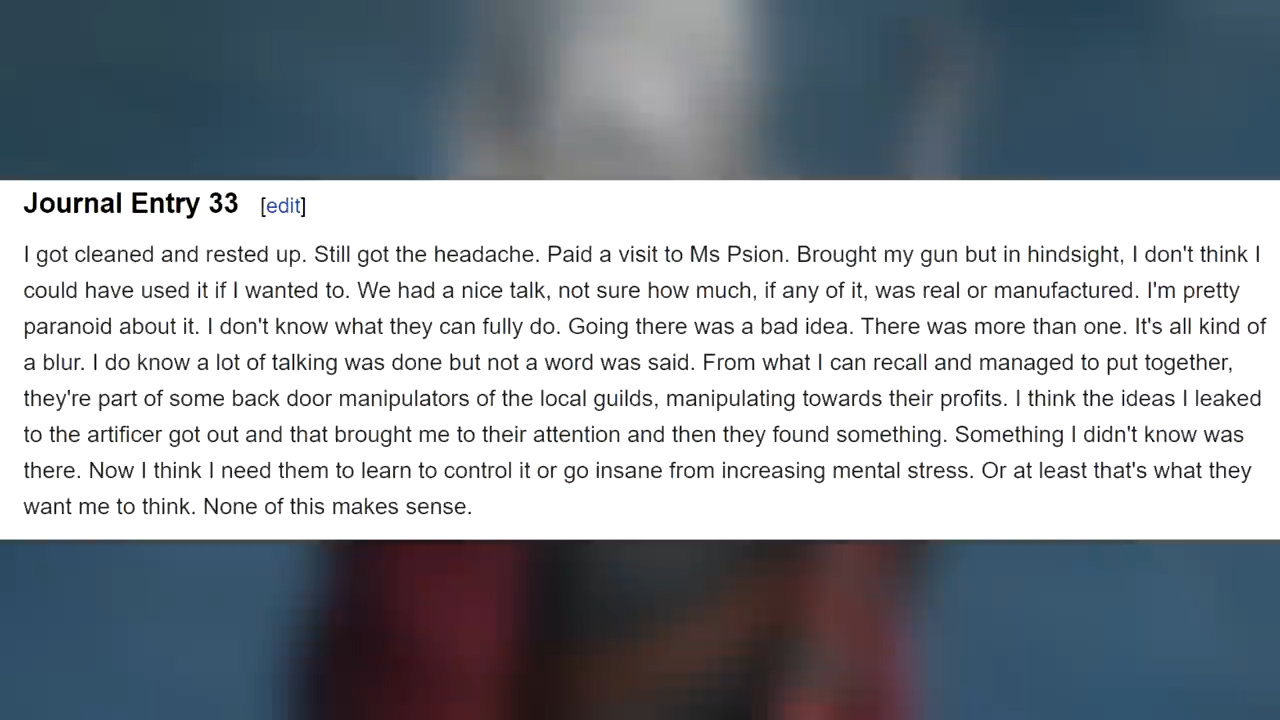 Journal Entry 33 [edit]
I got cleaned and rested up. Still got the headache. Paid a visit to Ms Psion. Brought my gun but in hindsight, I don't think I
could have used it if I wanted to. We had a nice talk, not sure how much, if any of it, was real or manufactured. I'm pretty
paranoid about it. I don't know what they can fully do. Going there was a bad idea. There was more than one. It's all kind of
a blur. I do know a lot of talking was done but not a word was said. From what I can recall and managed to put together,
they're part of some back door manipulators of the local guilds, manipulating towards their profits. I think the ideas I leaked
to the artificer got out and that brought me to their attention and then they found something. Something I didn't know was
there. Now I think I need them to learn to control it or go insane from increasing mental stress. Or at least that's what they
want me to think. None of this makes sense.